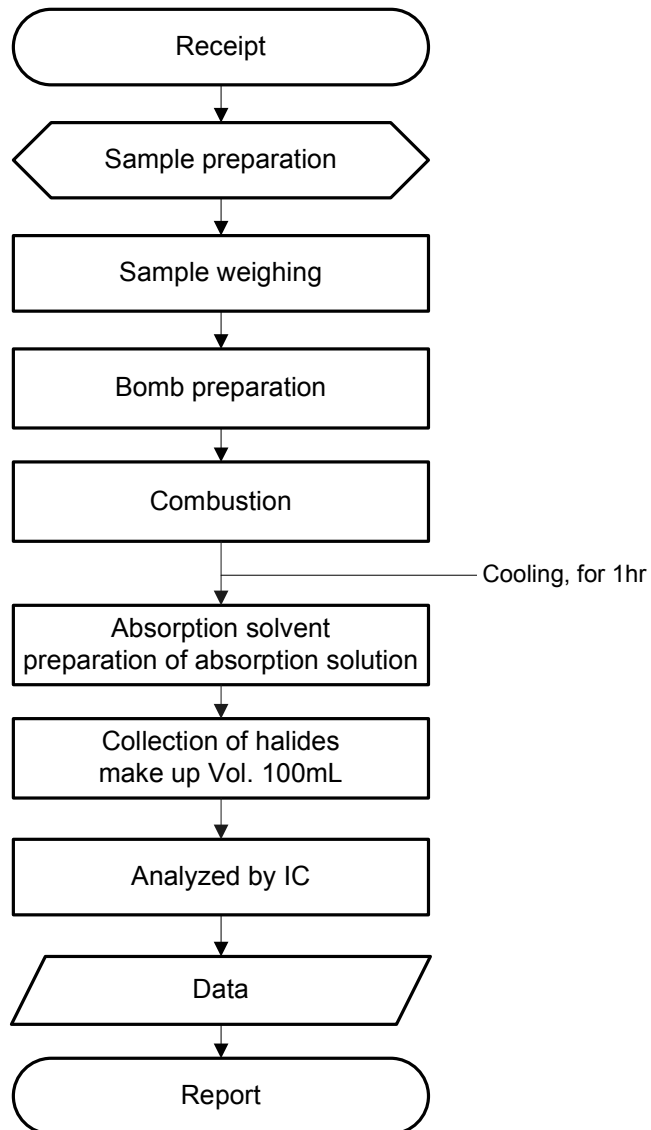 Receipt
Sample preparation
Sample weighing
Bomb preparation
Combustion
Cooling, for 1hr
Absorption solvent
preparation of absorption solution
Collection of halides
make up Vol. 100mL
Analyzed by IC
Data
Report